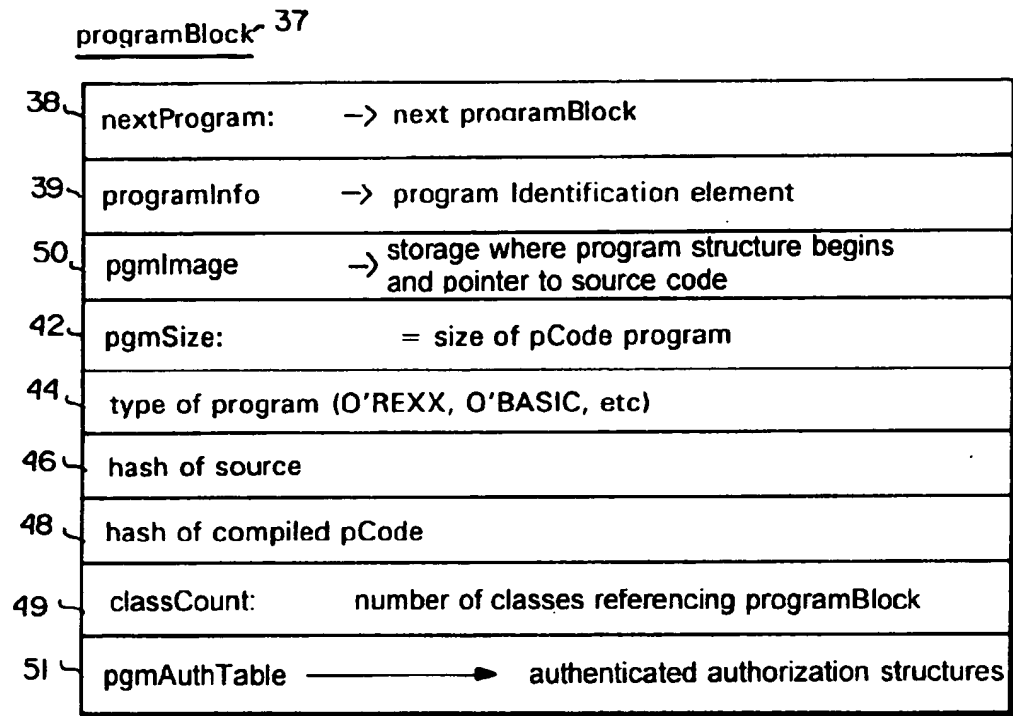 programBlock 37
38 nextProgram: -> next programBlock
39 programInfo -> program Identification element
50 pgmImage -> storage where program structure begins
and pointer to source code
42 pgmSize: = size of pCode program
44 type of program (O'REXX, O'BASIC, etc)
46 hash of source
48 hash of compiled pCode
49 classCount: number of classes referencing programBlock
51 pgmAuthTable → authenticated authorization structures